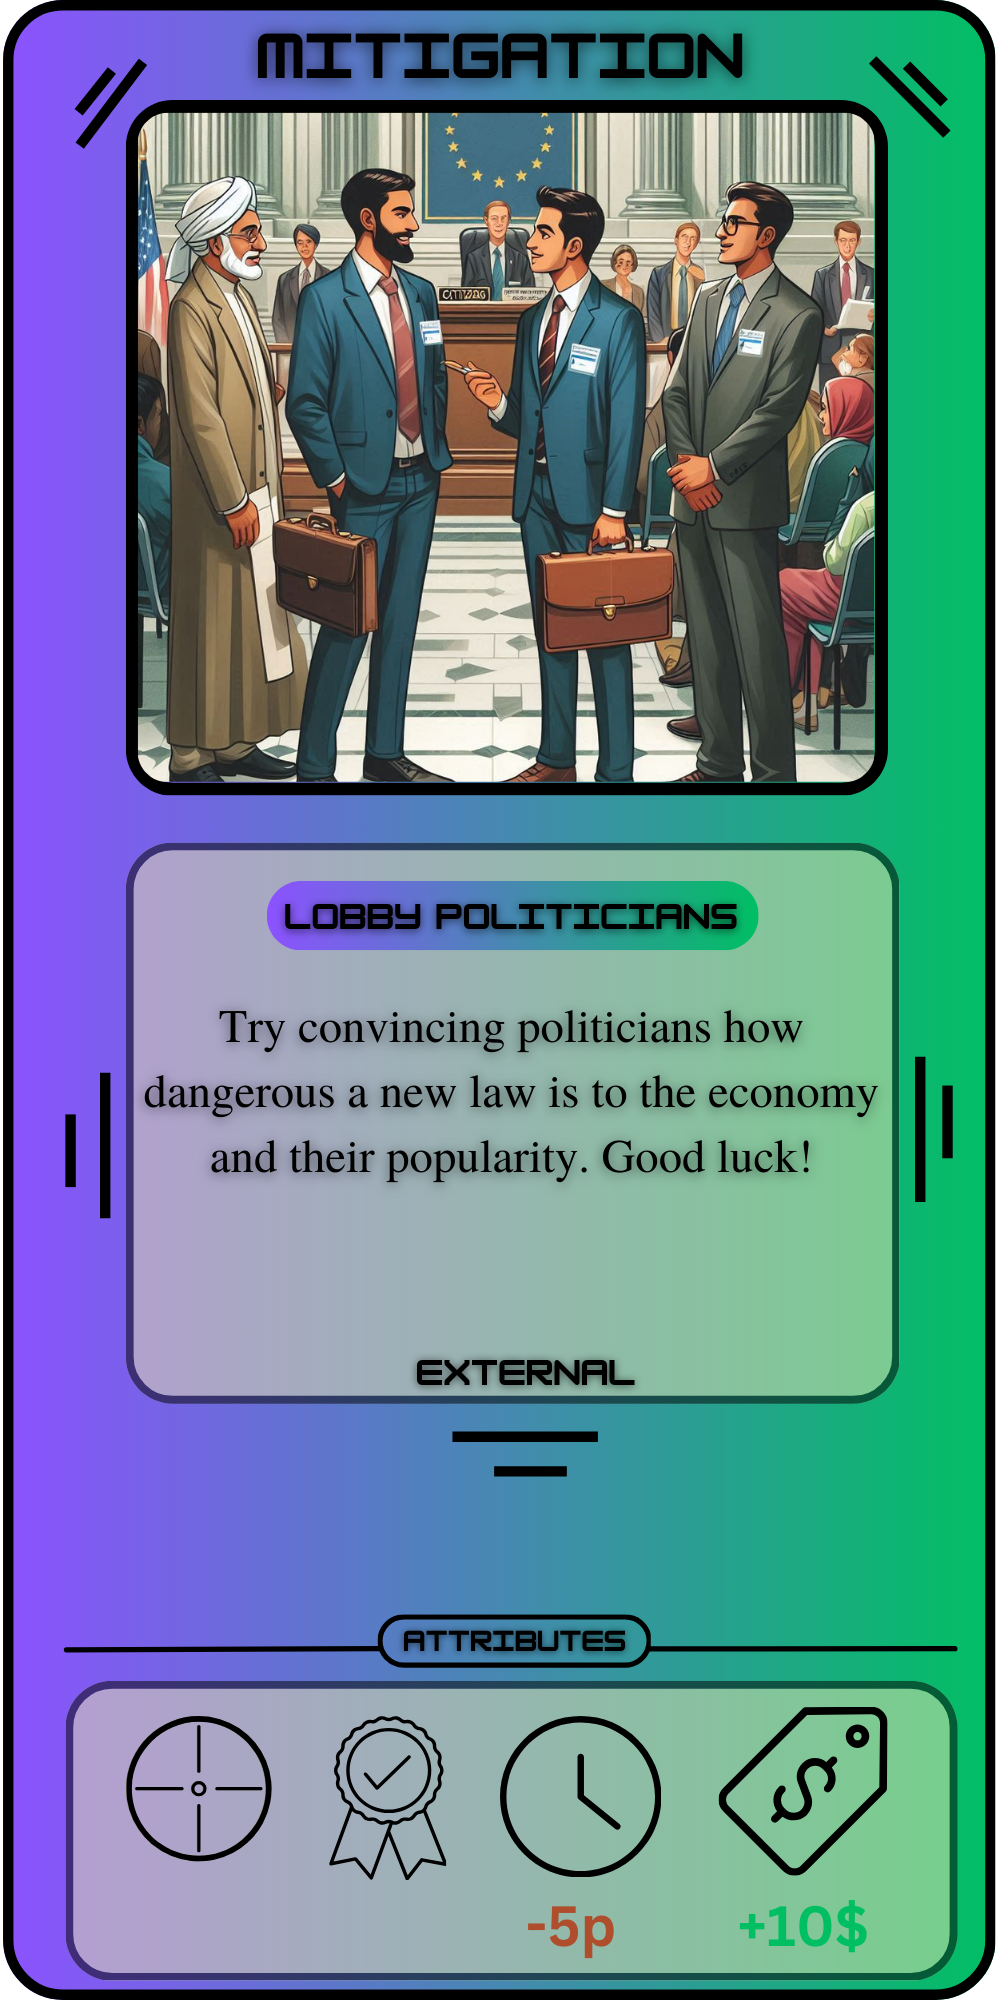 MITIGATION
LOBBY POLITICIANS
Try convincing politicians how
dangerous a new law is to the economy
and their popularity. Good luck!
EXTERNAL
ATTRIBUTES
-5p
+10$